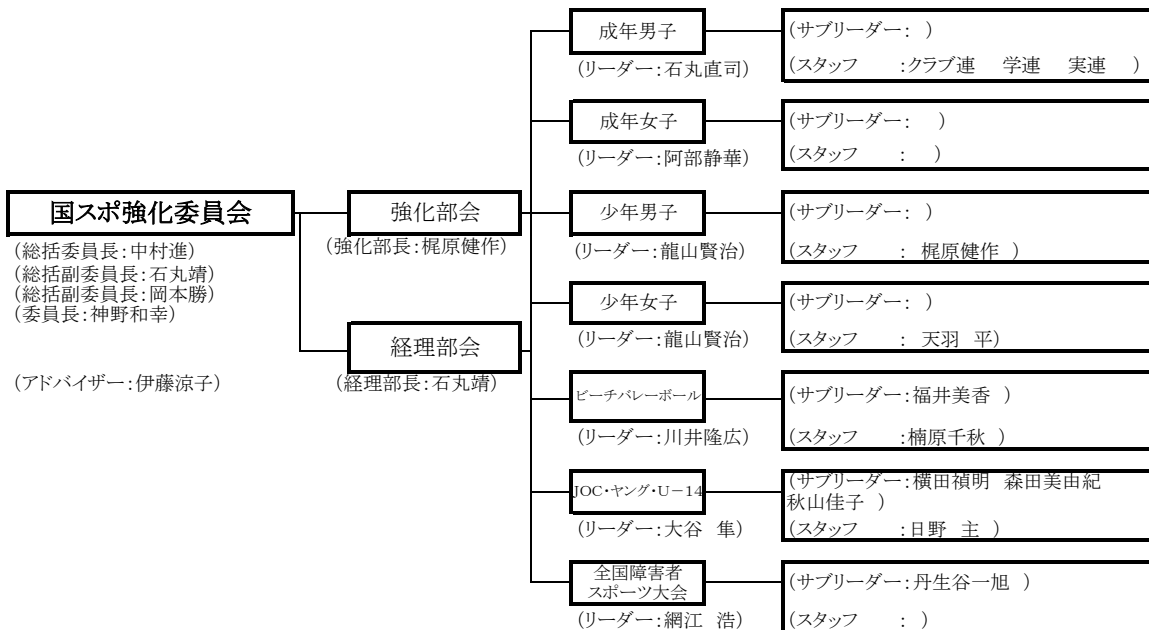 国スポ強化委員会
(総括委員長：中村進)
(総括副委員長：石丸靖)
(総括副委員長：岡本勝)
(委員長：神野和幸)
(アドバイザー：伊藤涼子)
強化部会
(強化部長：梶原健作)
経理部会
(経理部長：石丸靖)
成年男子
(リーダー：石丸直司)
(サブリーダー：　)
(スタッフ　　：クラブ連　学連　実連　)
成年女子
(リーダー：阿部静華)
(サブリーダー：　)
(スタッフ　　：　)
少年男子
(リーダー：龍山賢治)
(サブリーダー：　)
(スタッフ　　：　梶原健作　)
少年女子
(リーダー：龍山賢治)
(サブリーダー：　)
(スタッフ　　：　天羽　平)
ビーチバレーボール
(リーダー：川井隆広)
(サブリーダー：福井美香　)
(スタッフ　　：楠原千秋　)
JOC・ヤング・U－14
(リーダー：大谷　隼)
(サブリーダー：横田禎明　森田美由紀
秋山佳子　)
(スタッフ　　：日野　主　)
全国障害者
スポーツ大会
(リーダー：網江　浩)
(サブリーダー：丹生谷一旭　)
(スタッフ　　：　)